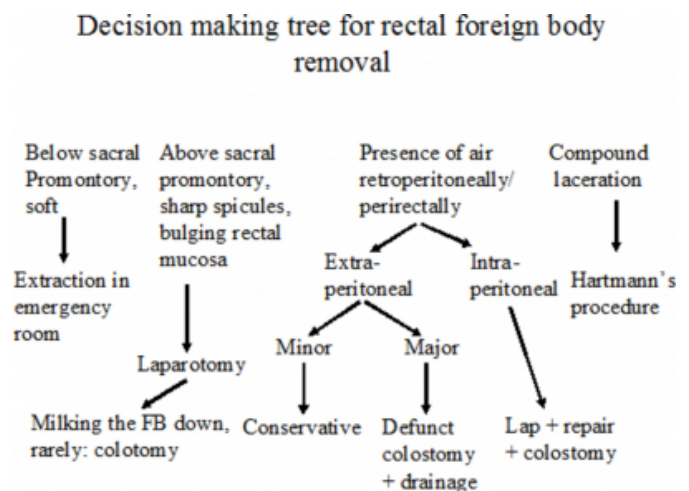 Decision making tree for rectal foreign body
removal
Below sacral
Promontory,
soft
Extraction in
emergency
room
Above sacral
promontory,
sharp spicules,
bulging rectal
mucosa
Laparotomy
Milking the FB down,
rarely: colotomy
Presence of air
retroperitoneally/
perirectally
Extra-
peritoneal
Minor
Conservative
Major
Defunct
colostomy
+ drainage
Intra-
peritoneal
Lap + repair
+ colostomy
Compound
laceration
Hartmann's
procedure